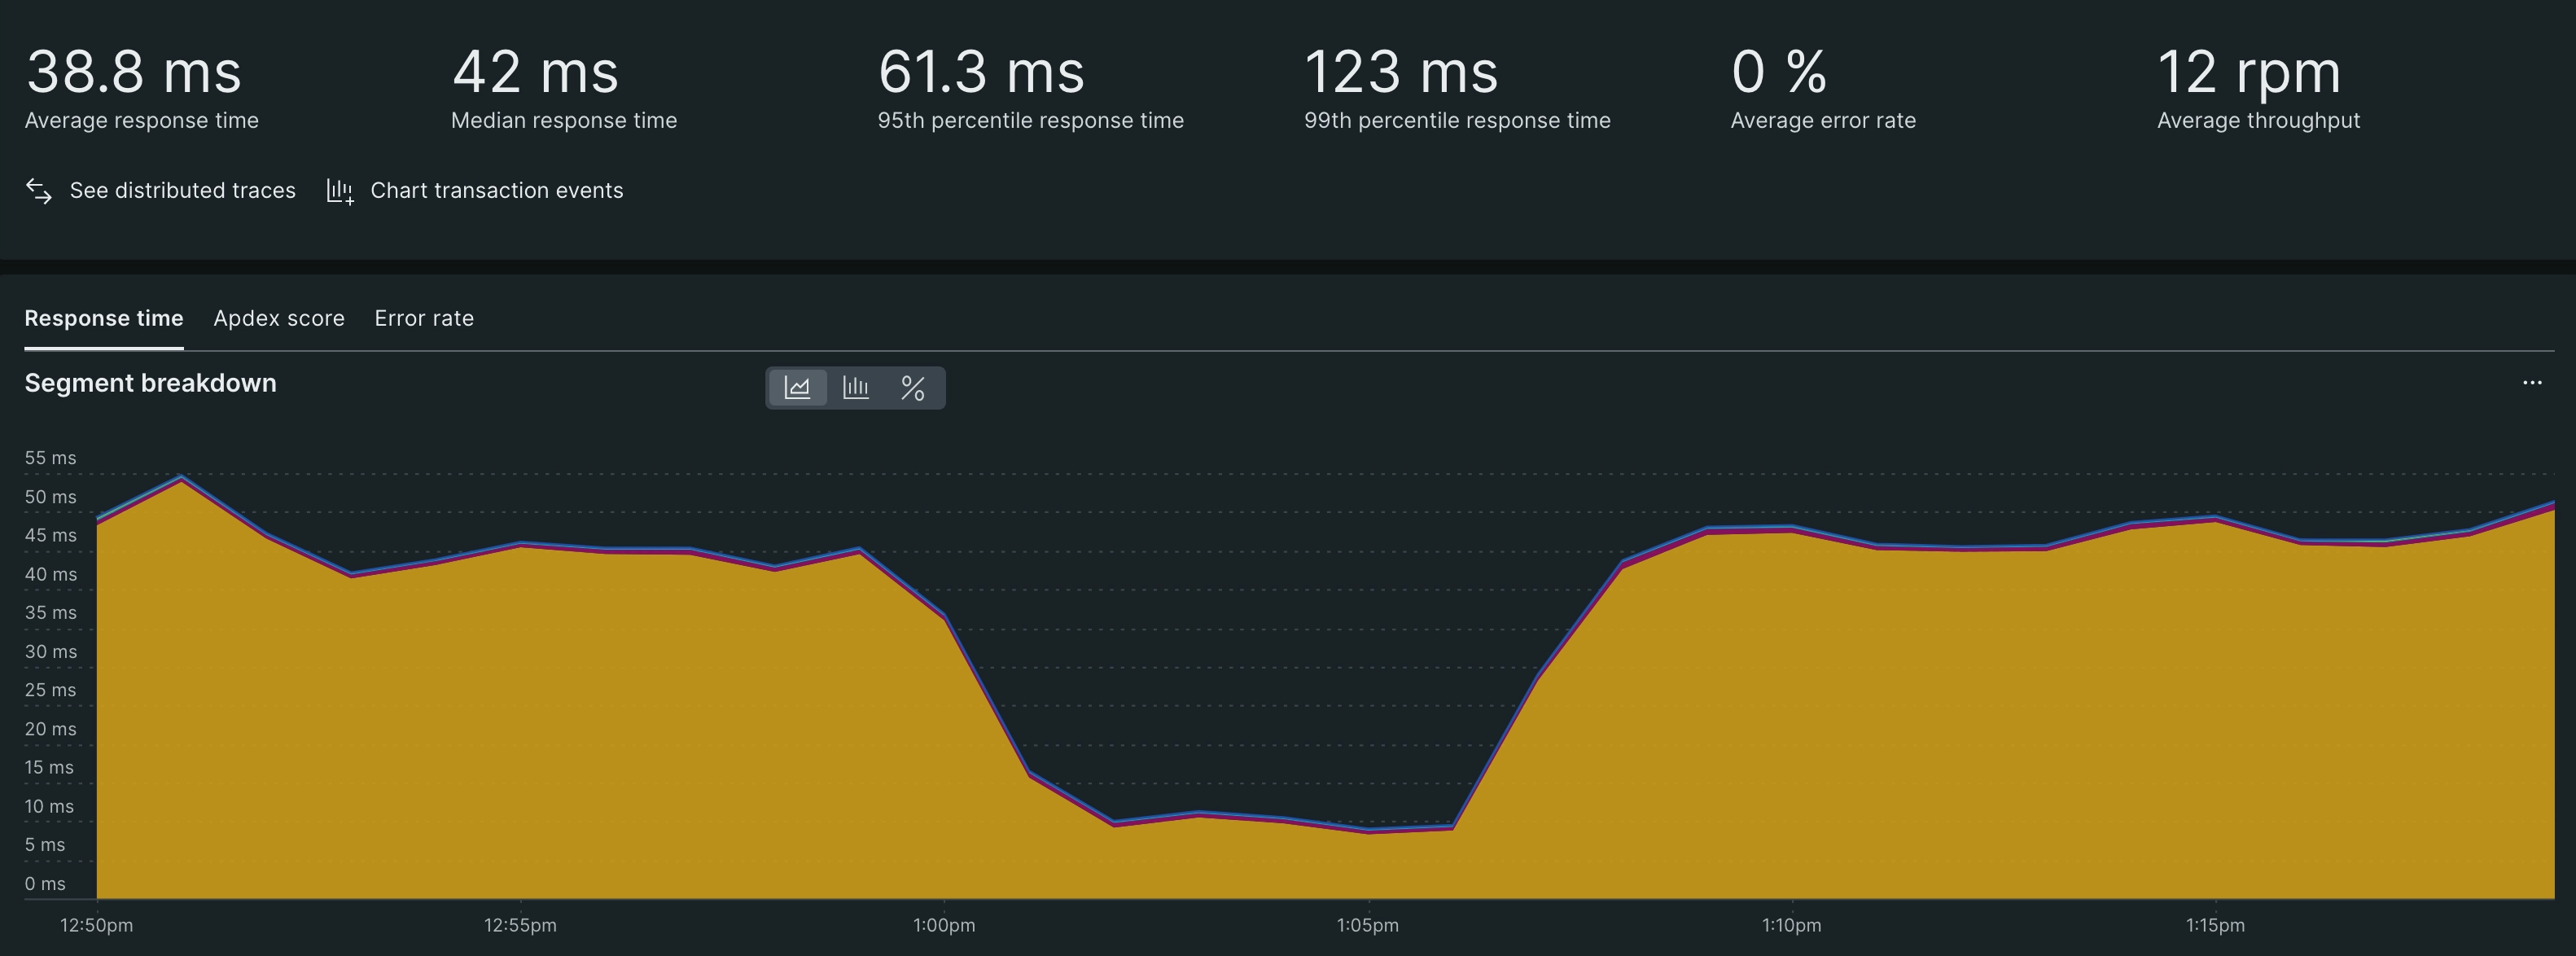 38.8 ms
Average response time
42 ms
Median response time
61.3 ms
95th percentile response time
123 ms
99th percentile response time
0 %
Average error rate
12 rpm
Average throughput
See distributed traces
Chart transaction events
Response time
Apdex score
Error rate
Segment breakdown
%
...
55 ms
50 ms
45 ms
40 ms
35 ms
30 ms
25 ms
20 ms
15 ms
10 ms
5 ms
0 ms
12:50pm
12:55pm
1:00pm
1:05pm
1:10pm
1:15pm